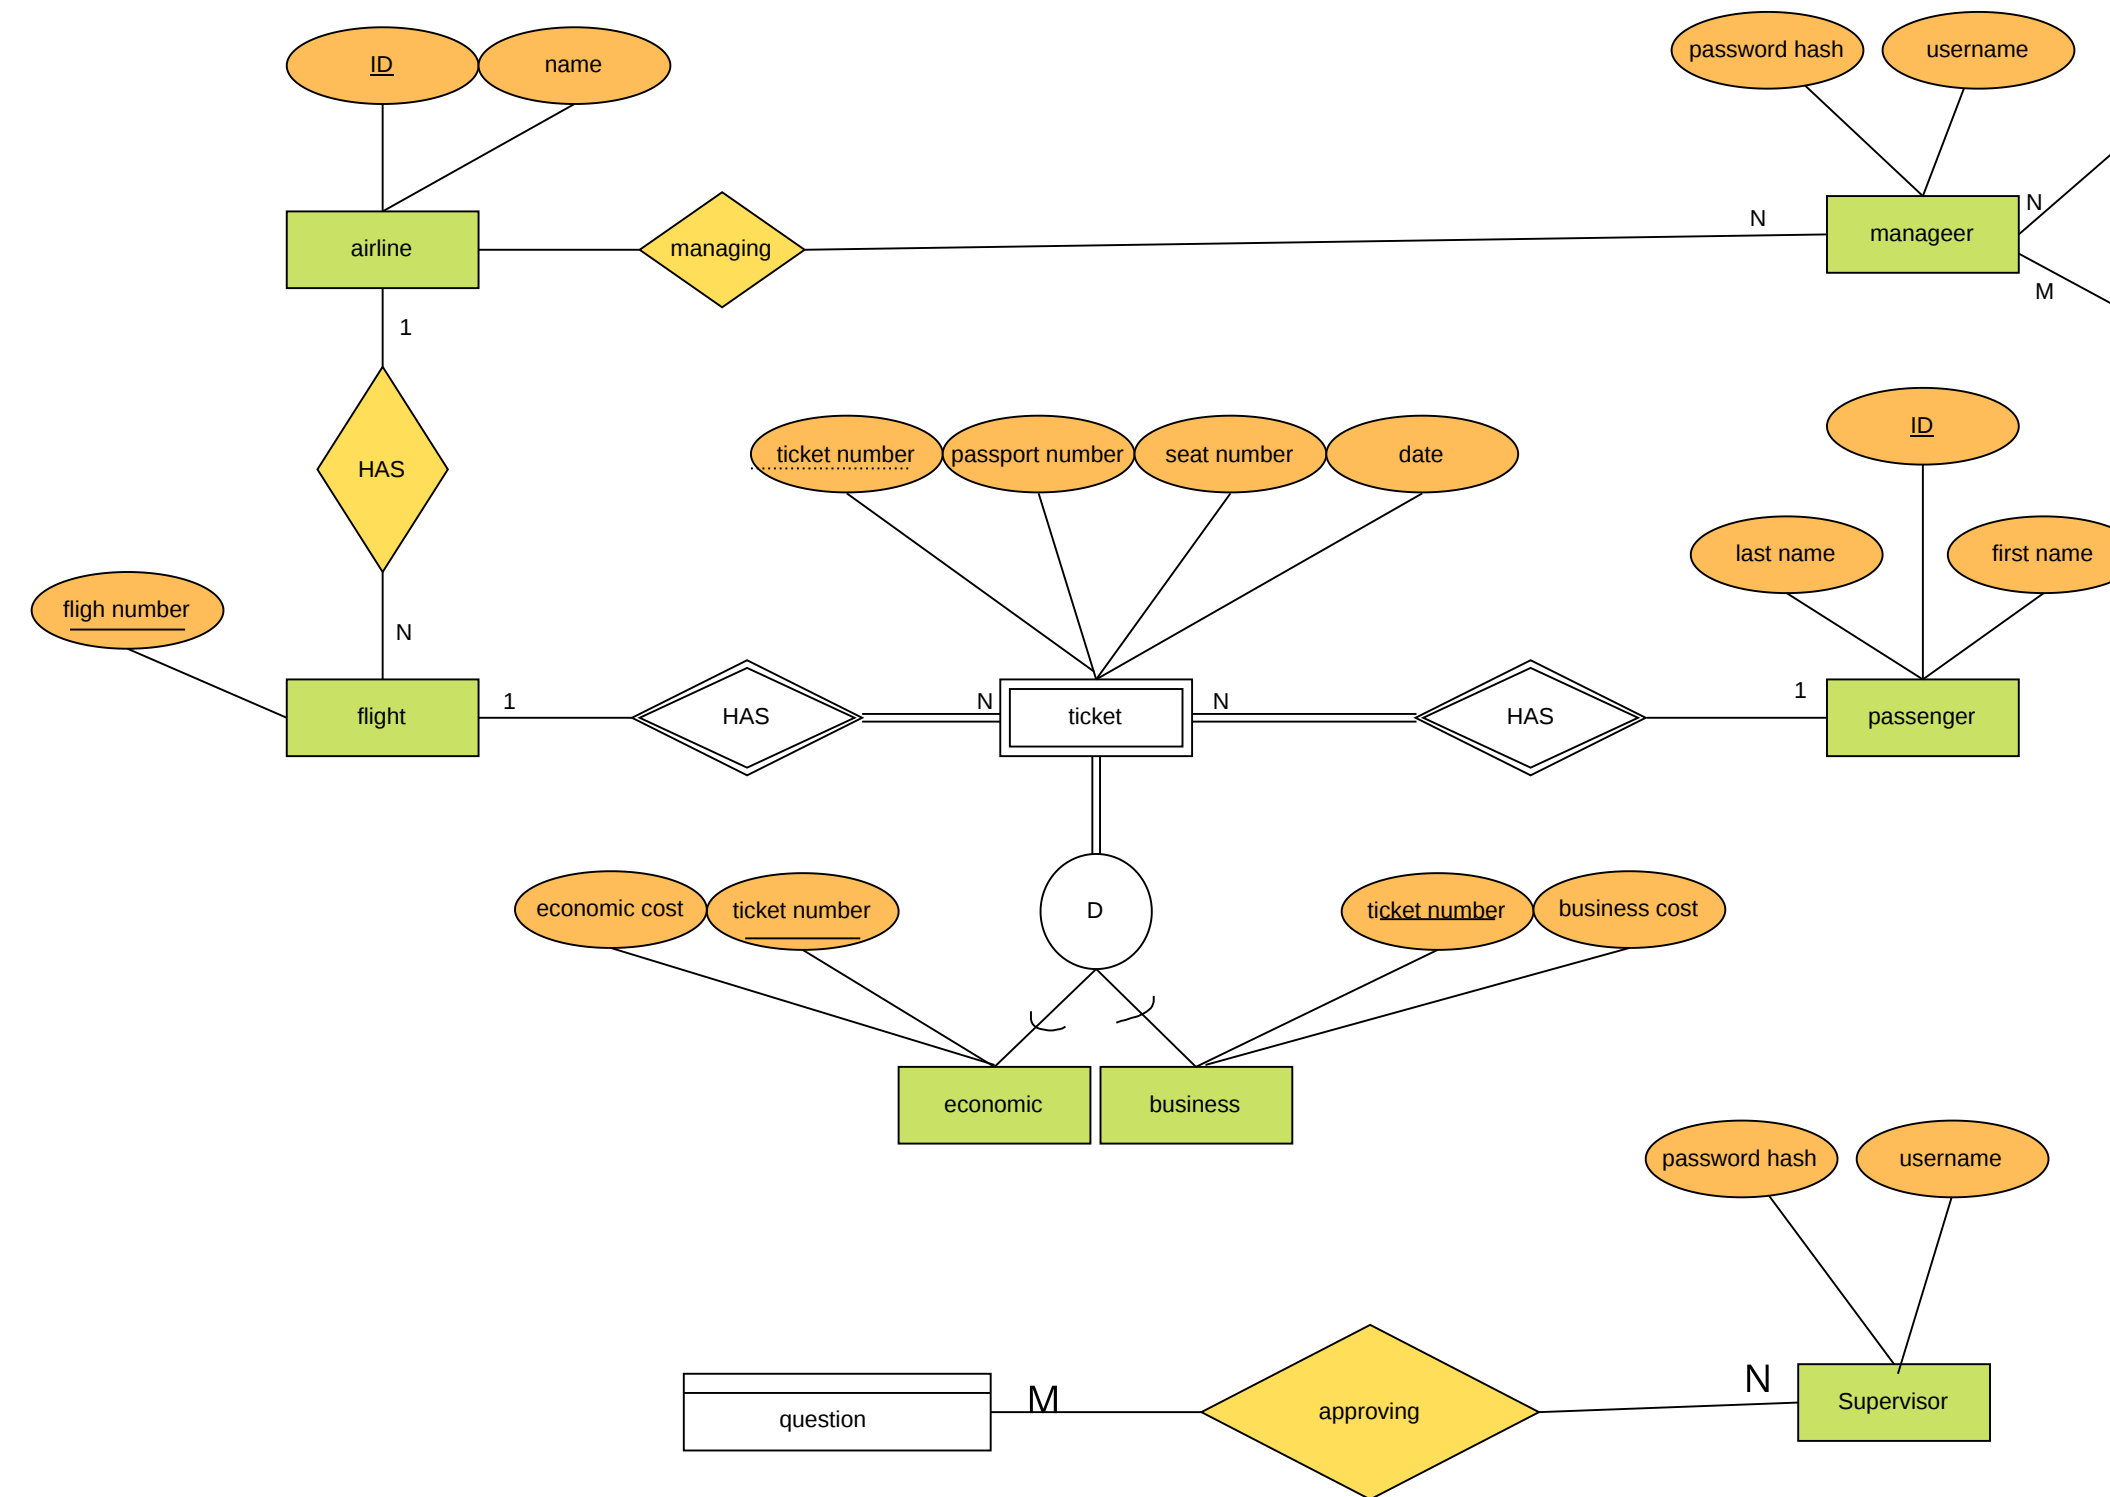 password hash
username
ID
name
N
manageer
airline
managing
N
M
1
ID
HAS
ticket number
passport number
seat number
date
last name
first name
fligh number
N
flight
1
HAS
N
ticket
N
HAS
1
passenger
economic cost
ticket number
D
ticket number
business cost
economic
business
password hash
username
question
M
approving
N
Supervisor